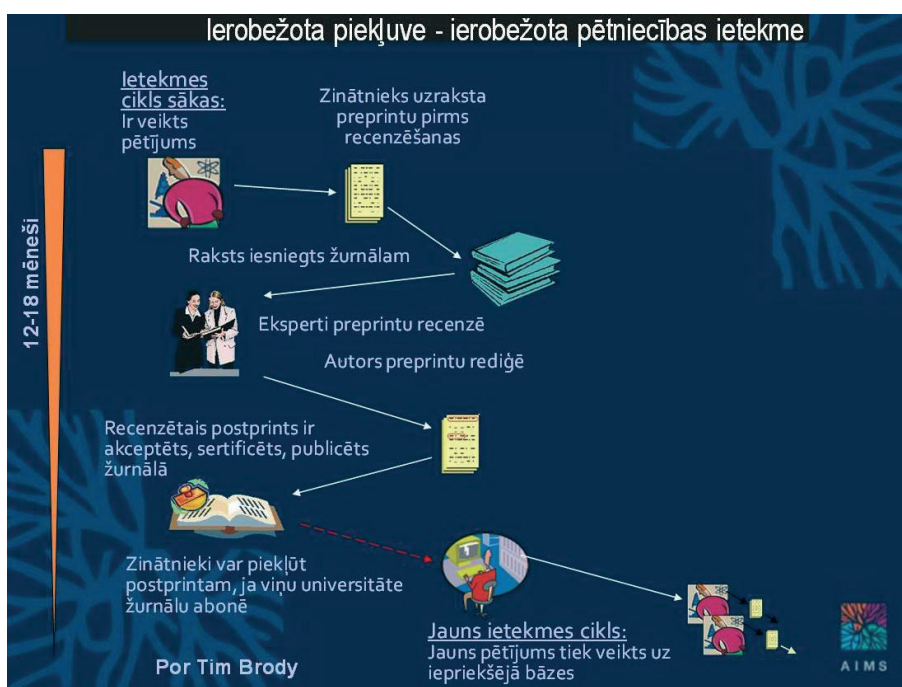 Ierobežota piekļuve - ierobežota pētniecības ietekme
Ietekmes
cikls sākas:
Ir veikts
pētījums
Zinātnieks uzraksta
preprintu pirms
recenzēšanas
12-18 mēneši
Raksts iesniegts žurnālam
Eksperti preprintu recenzē
Autors preprintu rediģē
Recenzētais postprints ir
akceptēts, sertificēts, publicēts
žurnālā
Zinātnieki var piekļūt
postprintam, ja viņu universitāte
žurnālu abonē
Jauns ietekmes cikls:
Jauns pētījums tiek veikts uz
iepriekšējā bāzes
Por Tim Brody
AIMS